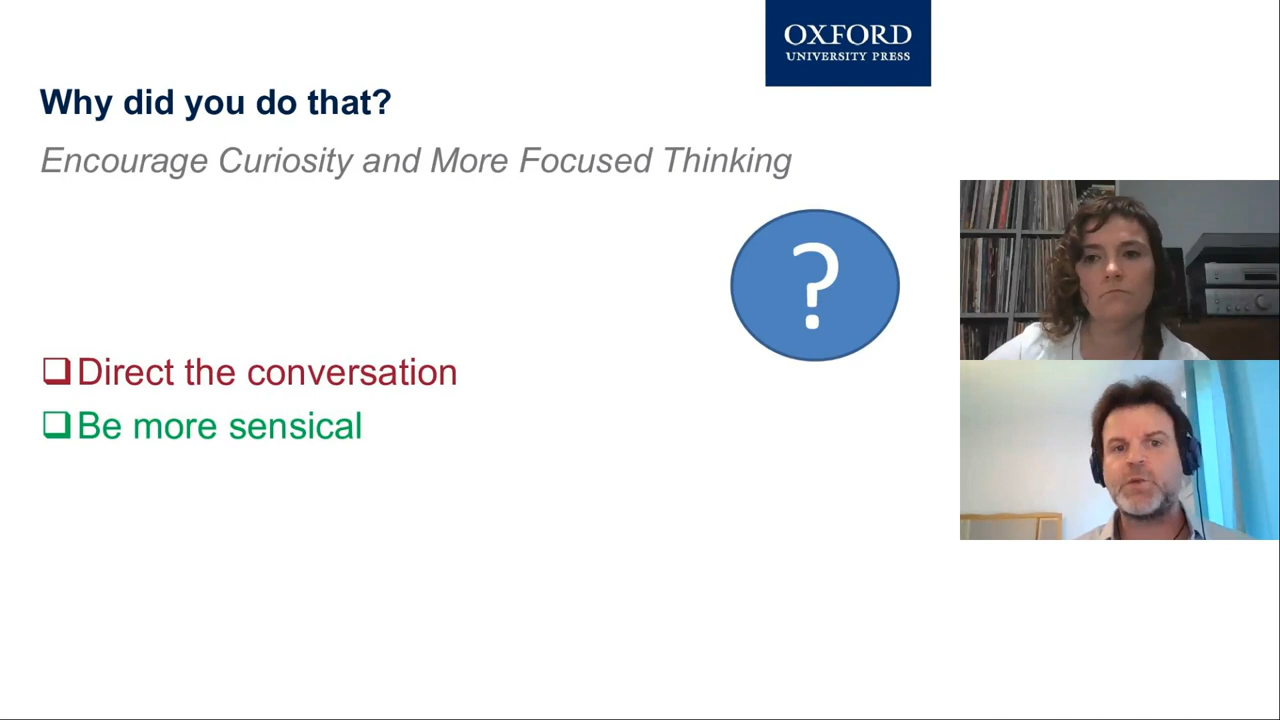 OXFORD
UNIVERSITY PRESS
Why did you do that?
Encourage Curiosity and More Focused Thinking
?
Direct the conversation
Be more sensical